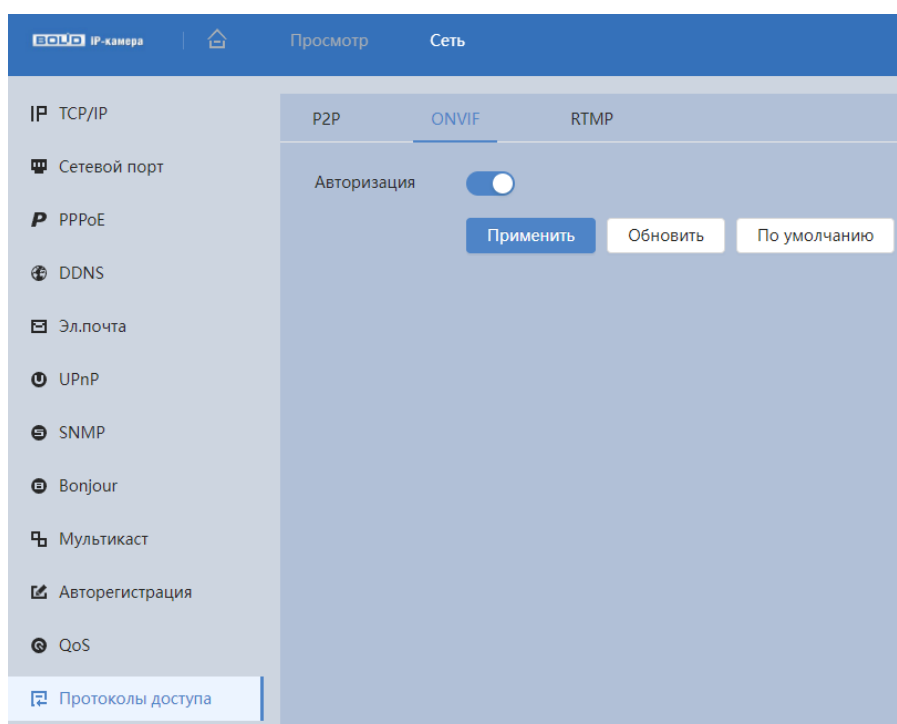 BOLID IP-камера Просмотр Сеть
TCP/IP
Сетевой порт
PPPoE
DDNS
Эл.почта
UPnP
SNMP
Bonjour
Мультикаст
Авторегистрация
QoS
Протоколы доступа
P2P ONVIF RTMP
Авторизация
Применить Обновить По умолчанию